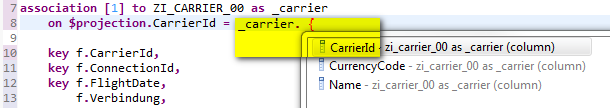 7 association [1] to ZI_CARRIER_00 as _carrier
8 on $projection.CarrierId = _carrier. {
9
CarrierId - zi_carrier_00 as _carrier (column)
10 key f.CarrierId,
CurrencyCode - zi_carrier_00 as _carrier (column)
11 key f.ConnectionId,
Name - zi_carrier_00 as _carrier (column)
12 key f.FlightDate,
13 f.Verbindung,